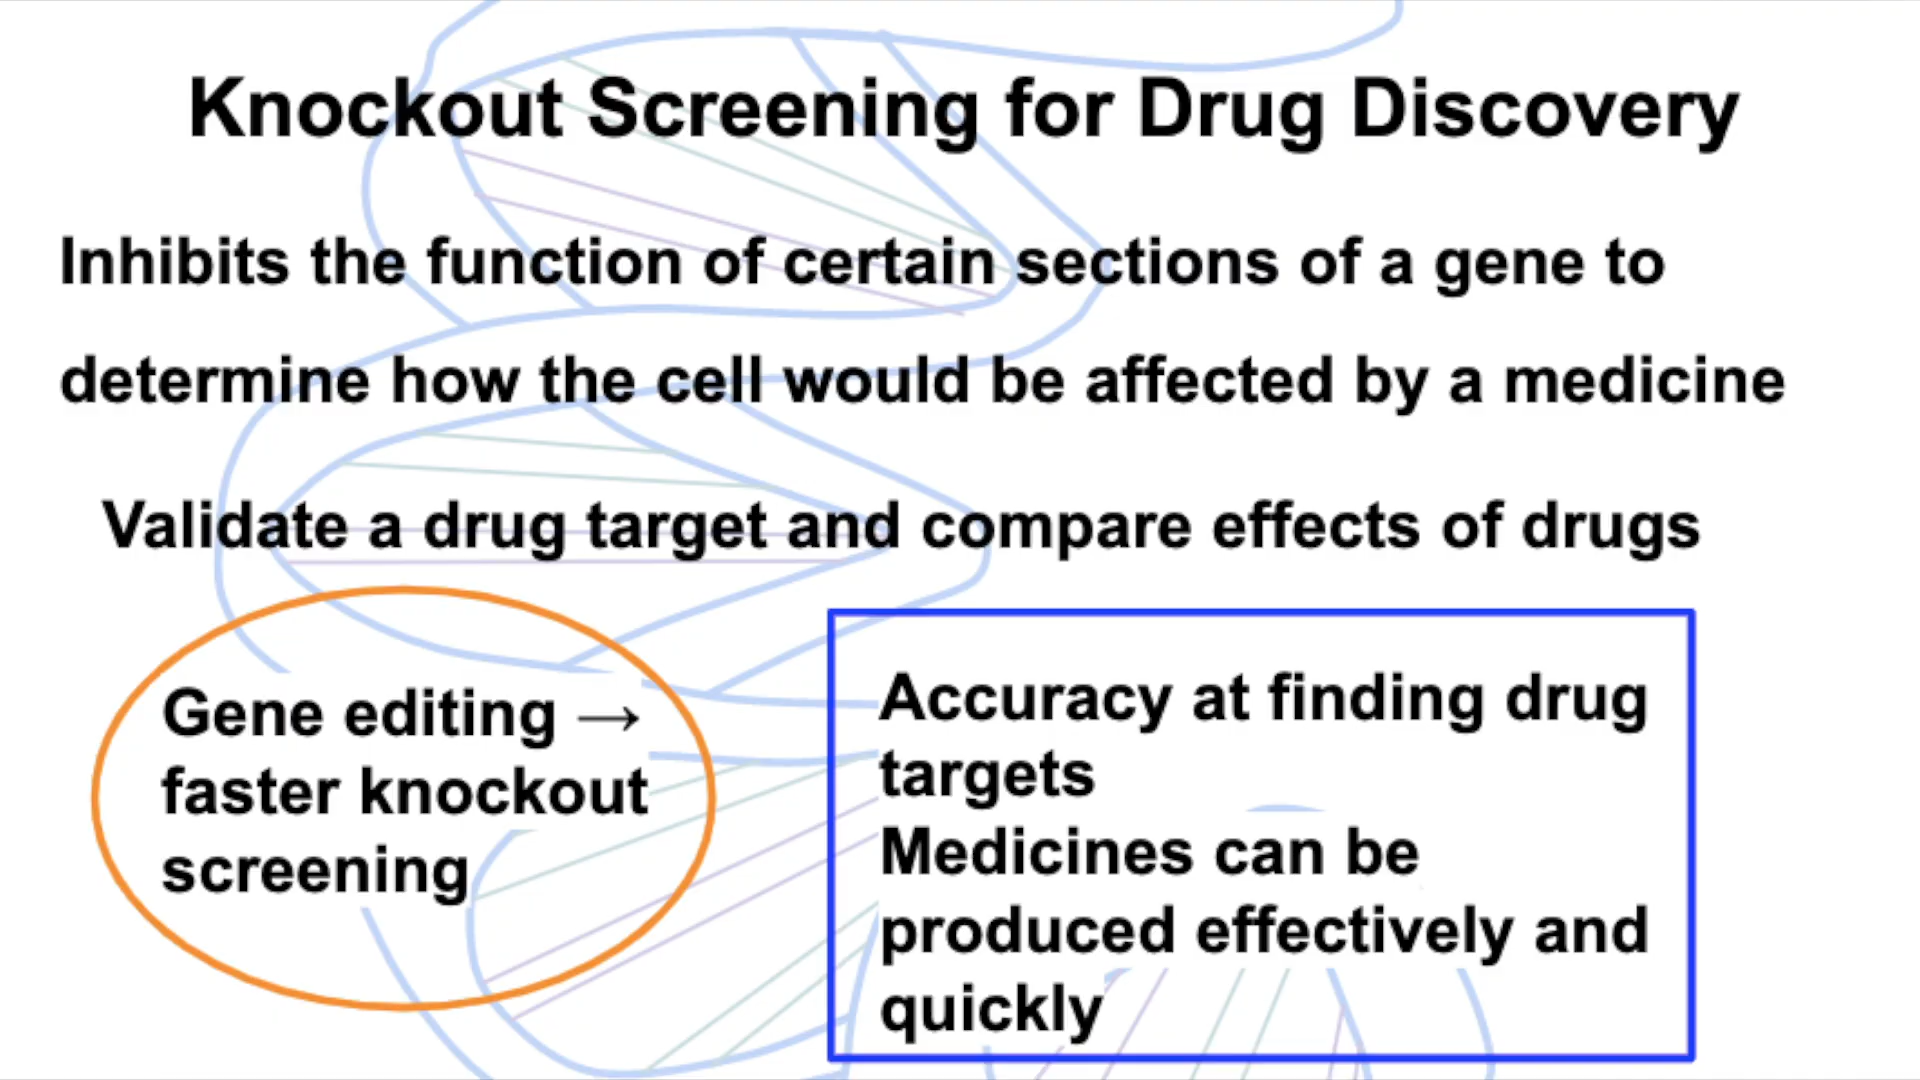 Knockout Screening for Drug Discovery
Inhibits the function of certain sections of a gene to
determine how the cell would be affected by a medicine
Validate a drug target and compare effects of drugs
Gene editing →
faster knockout
screening
Accuracy at finding drug
targets
Medicines can be
produced effectively and
quickly